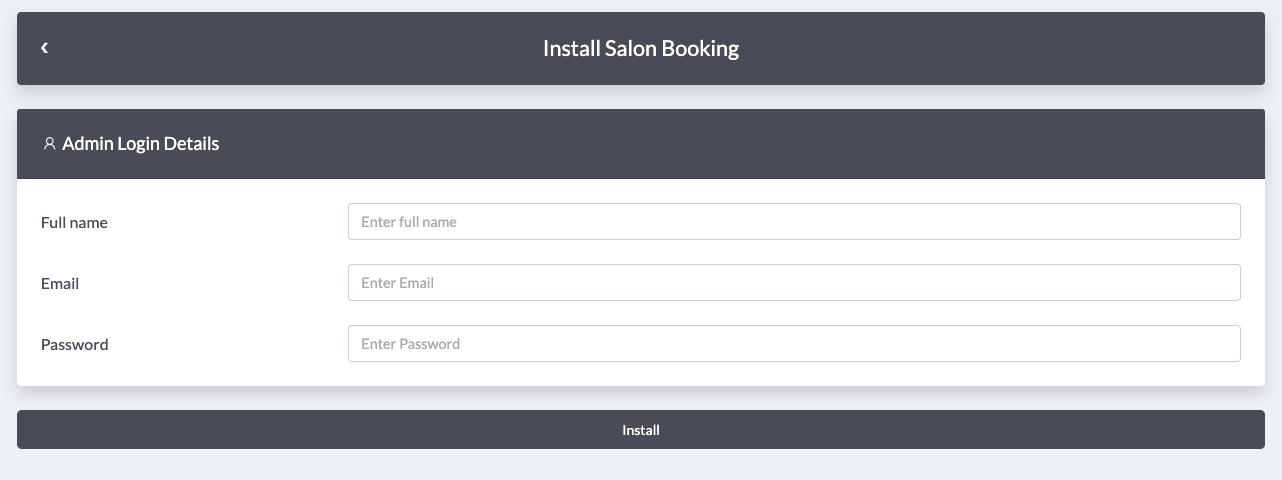 Install Salon Booking
Admin Login Details
Full name
Enter full name
Email
Enter Email
Password
Enter Password
Install